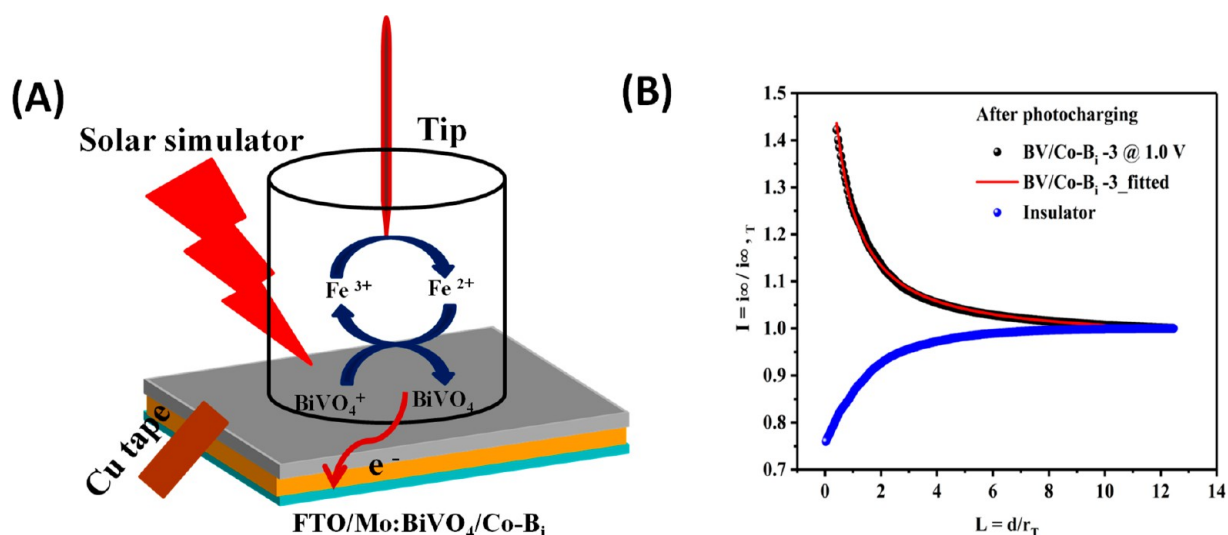 (A)
Solar simulator
Tip
Fe 3+
Fe 2+
BiVO4+
BiVO4
Cu tape
e -
FTO/Mo:BiVO4/Co-Bi
(B)
1.5
1.4
1.3
1.2
1.1
1.0
0.9
0.8
0.7
I = i∞ / i∞ ,T
After photocharging
BV/Co-Bi -3 @ 1.0 V
BV/Co-Bi -3_fitted
Insulator
0 2 4 6 8 10 12 14
L = d/rT